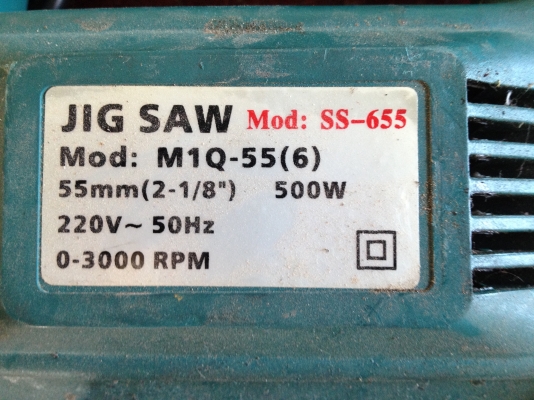 JIG SAW Mod: SS-655
Mod: M1Q-55(6)
55mm(2-1/8") 500W
220V~ 50Hz
0-3000 RPM